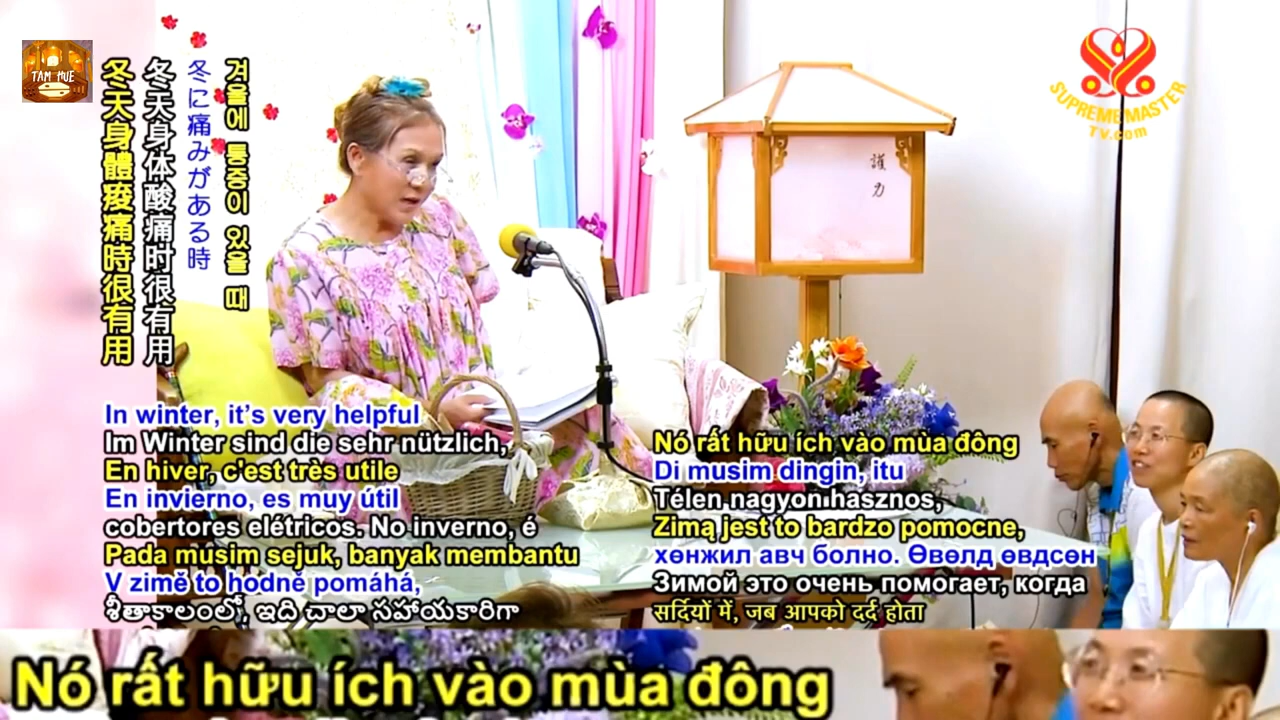 TAM HUE
SUPREME MASTER
TV.com
겨울에 통증이 있을 때
冬に痛みがある時
冬天身体酸痛时很有用
冬天身體痠痛時很有用
護力
In winter, it's very helpful
Im Winter sind die sehr nützlich,
En hiver, c'est très utile
En invierno, es muy útil
cobertores elétricos. No inverno, é
Pada musim sejuk, banyak membantu
V zimě to hodně pomáhá,
శీతాకాలంలో, ఇది చాలా సహాయకారిగా
Nó rất hữu ích vào mùa đông
Di musim dingin, itu
Télen nagyon hasznos,
Zimą jest to bardzo pomocne,
хөнжил авч болно. Өвөлд өвдсөн
Зимой это очень помогает, когда
सर्दियों में, जब आपको दर्द होता
Nó rất hữu ích vào mùa đông